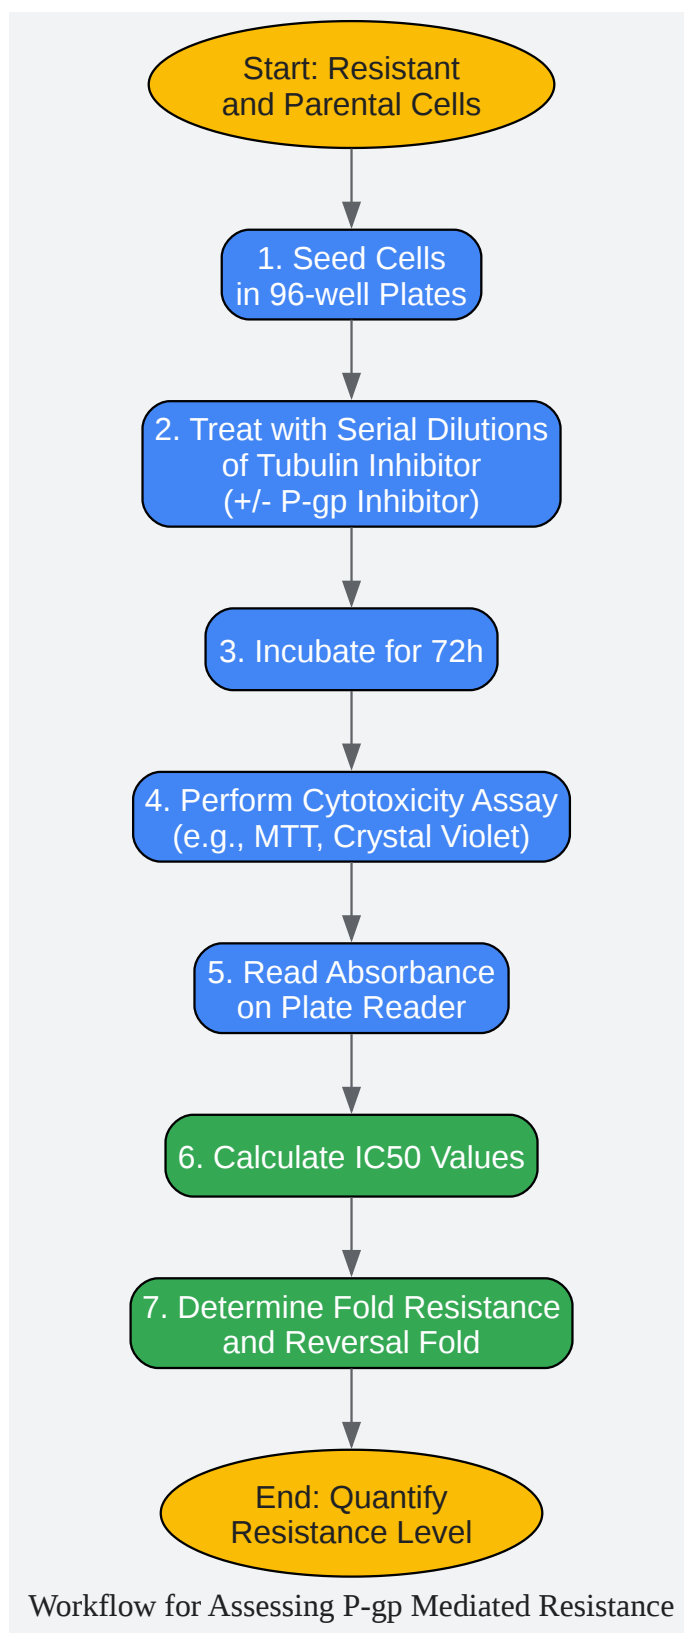 Start: Resistant
and Parental Cells
1. Seed Cells
in 96-well Plates
2. Treat with Serial Dilutions
of Tubulin Inhibitor
(+/- P-gp Inhibitor)
3. Incubate for 72h
4. Perform Cytotoxicity Assay
(e.g., MTT, Crystal Violet)
5. Read Absorbance
on Plate Reader
6. Calculate IC50 Values
7. Determine Fold Resistance
and Reversal Fold
End: Quantify
Resistance Level
Workflow for Assessing P-gp Mediated Resistance